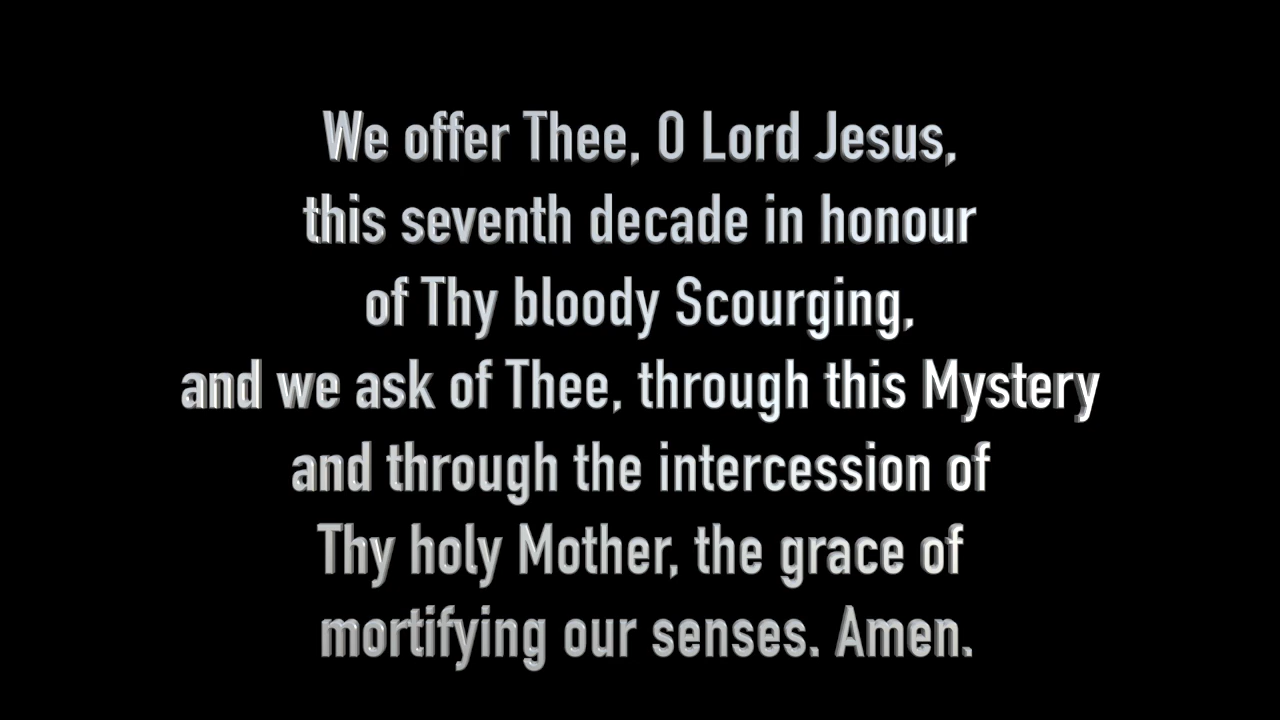 We offer Thee, O Lord Jesus,
this seventh decade in honour
of Thy bloody Scourging,
and we ask of Thee, through this Mystery
and through the intercession of
Thy holy Mother, the grace of
mortifying our senses. Amen.